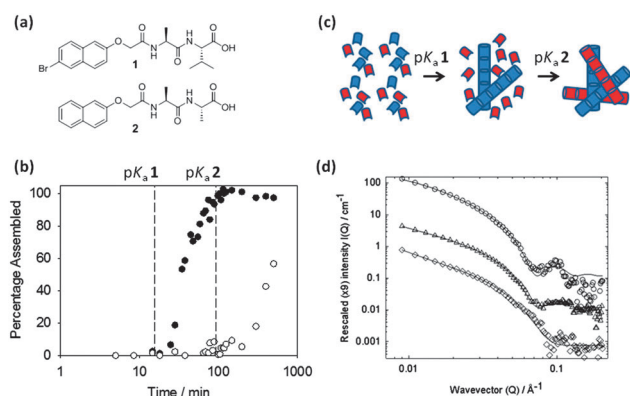 (a)
Br
O
O
N
H
H
N
O
O
OH
1
O
O
N
H
H
N
O
O
OH
2
(b)
pKa 1
pKa 2
Percentage Assembled
100
80
60
40
20
0
1
10
100
1000
Time / min
(c)
pKa 1
pKa 2
(d)
Rescaled (x9) intensity I(Q) / cm-1
100
10
1
0.1
0.01
0.001
0.01
0.1
Wavevector (Q) / Å-1